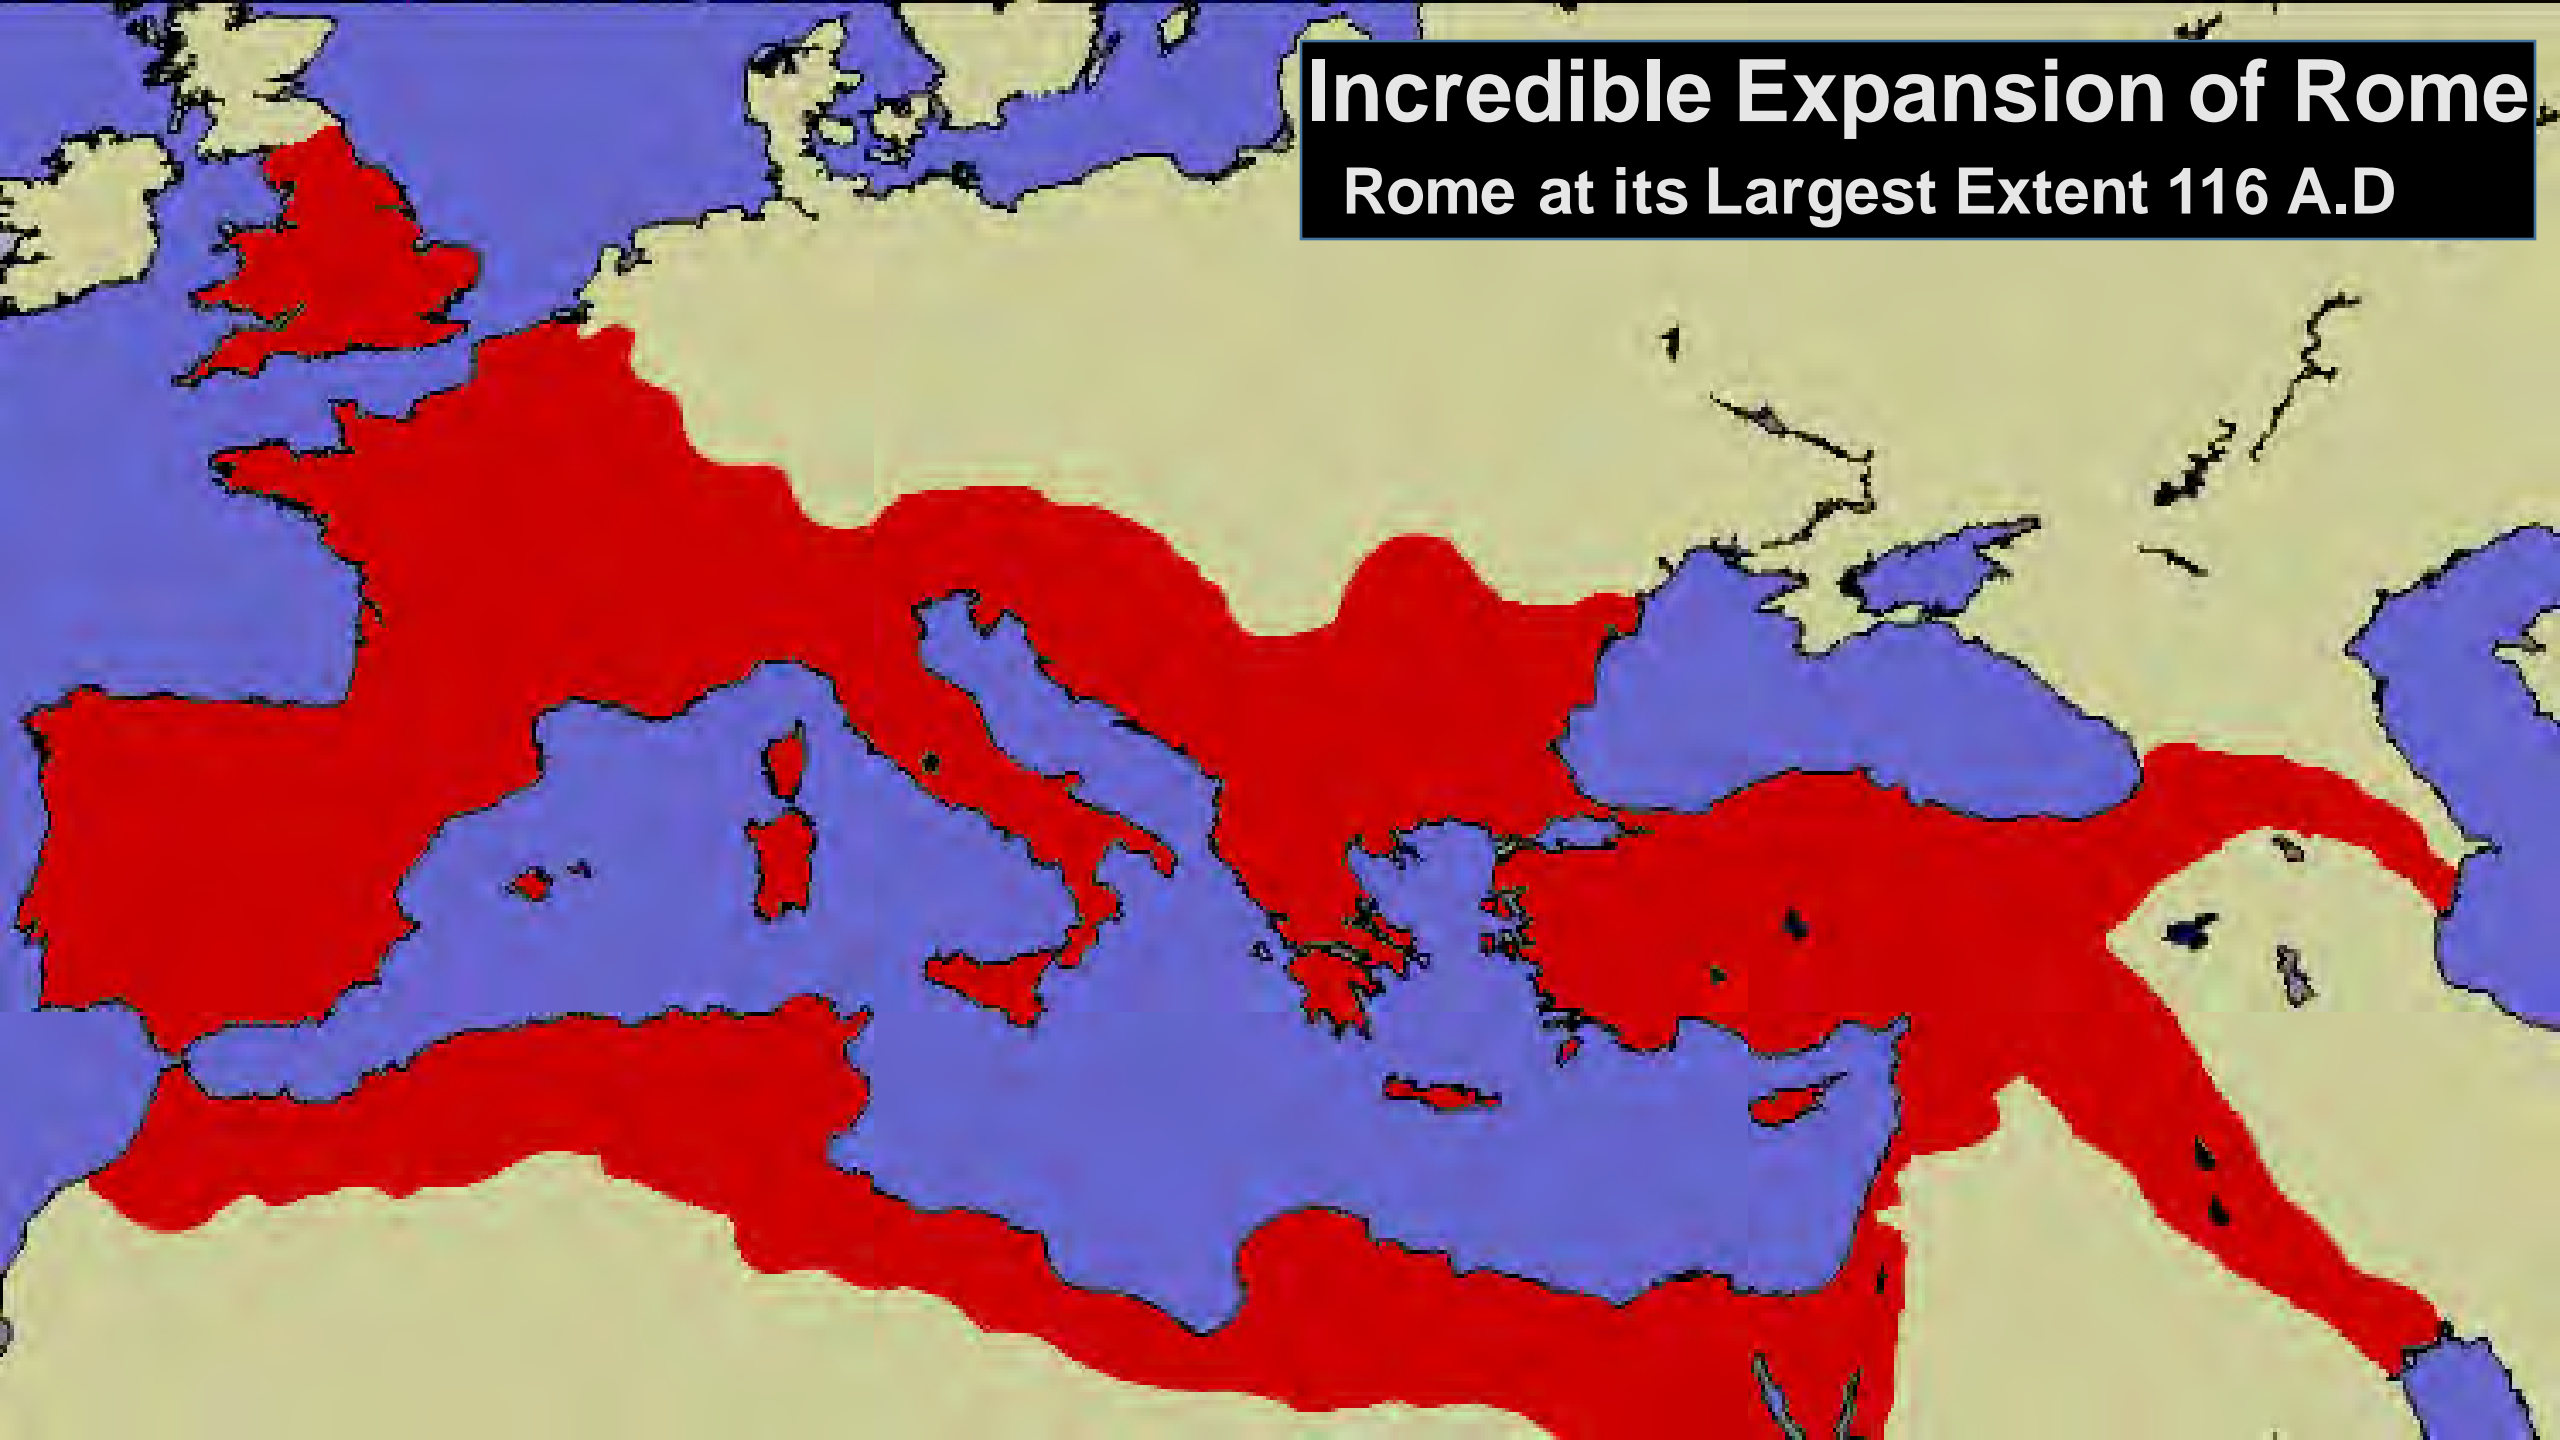 Incredible Expansion of Rome
Rome at its Largest Extent 116 A.D